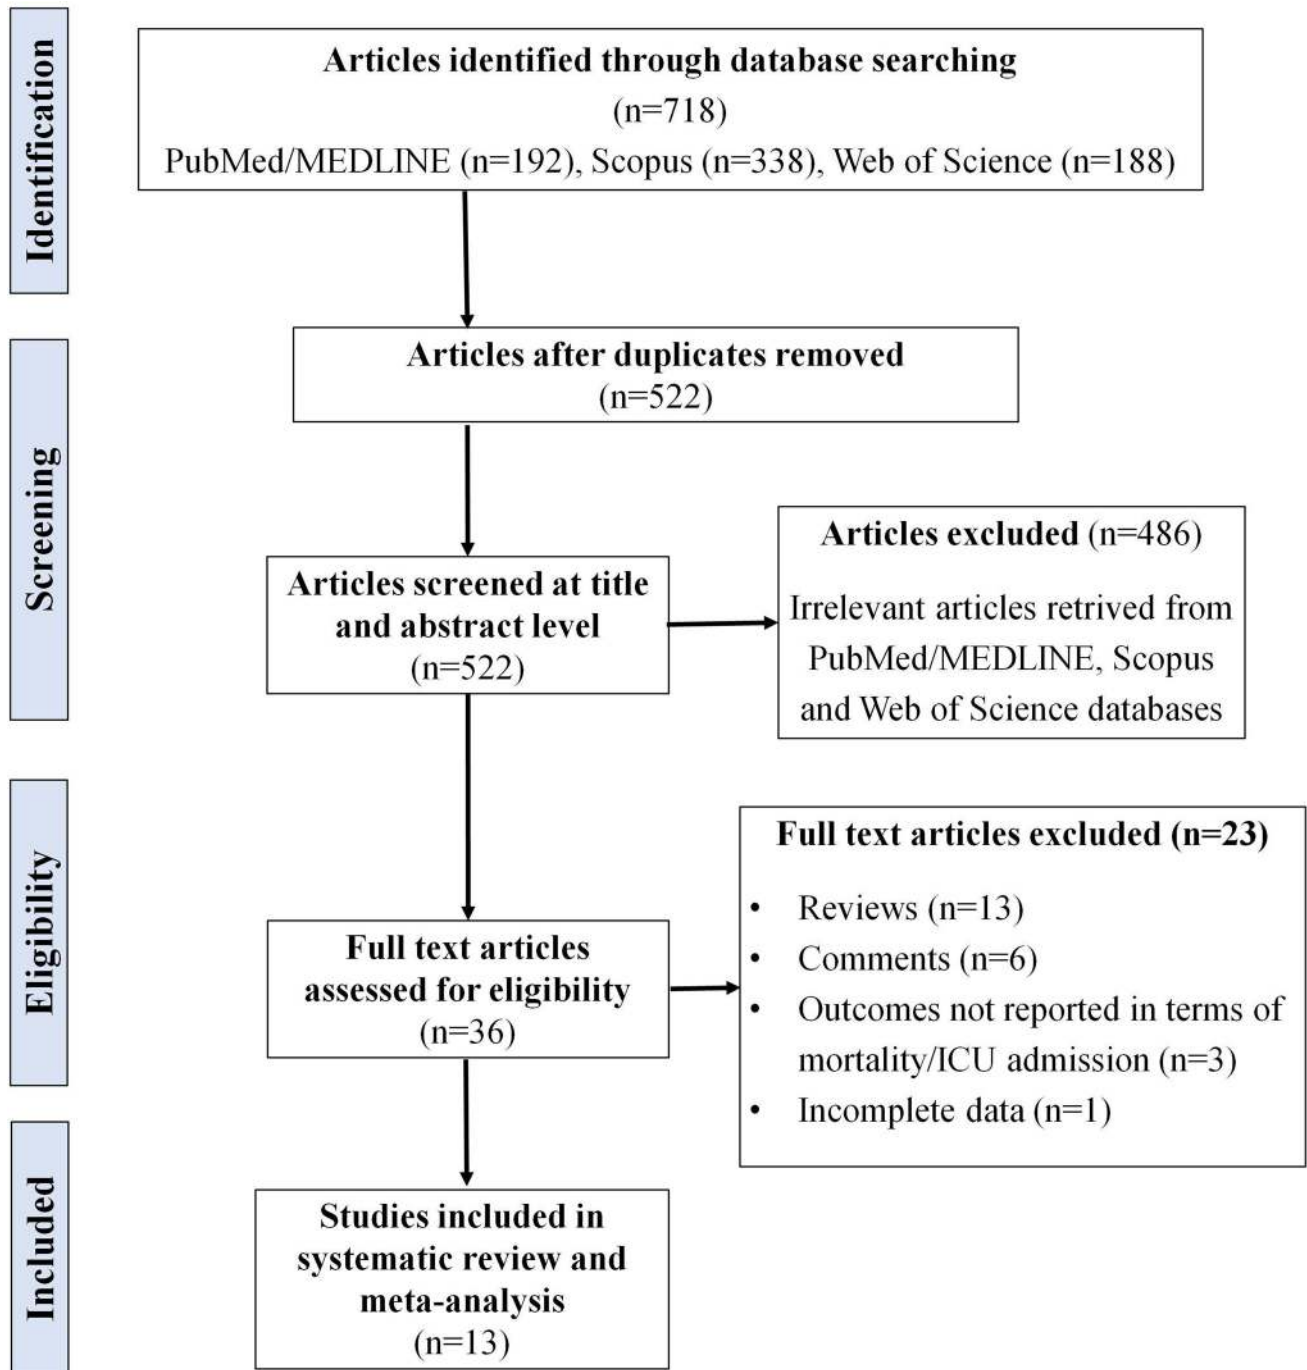 Identification
Articles identified through database searching
(n=718)
PubMed/MEDLINE (n=192), Scopus (n=338), Web of Science (n=188)
Screening
Articles after duplicates removed
(n=522)
Articles screened at title
and abstract level
(n=522)
Articles excluded (n=486)
Irrelevant articles retrived from
PubMed/MEDLINE, Scopus
and Web of Science databases
Eligibility
Full text articles
assessed for eligibility
(n=36)
Full text articles excluded (n=23)
• Reviews (n=13)
• Comments (n=6)
• Outcomes not reported in terms of
mortality/ICU admission (n=3)
• Incomplete data (n=1)
Included
Studies included in
systematic review and
meta-analysis
(n=13)